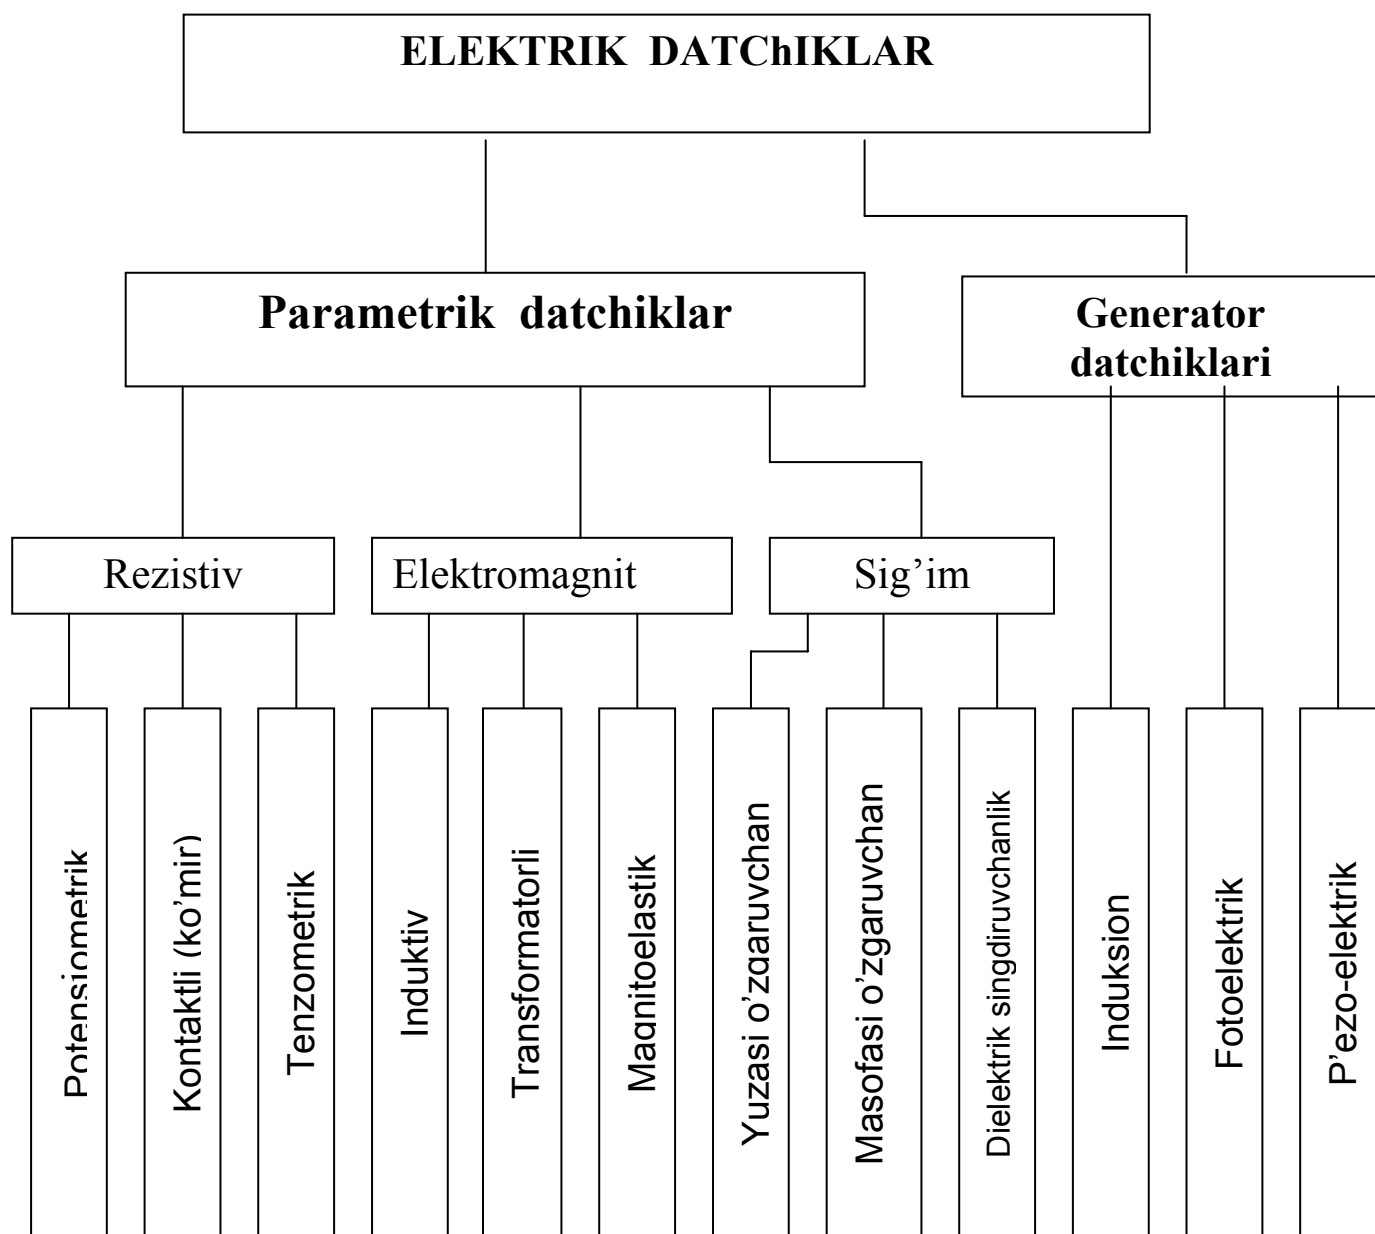 ELEKTRIK DATChIKLAR
Parametrik datchiklar
Generator
datchiklari
Rezistiv
Elektromagnit
Sig’im
Potensiometrik
Kontaktli (ko’mir)
Tenzometrik
Induktiv
Transformatorli
Magnitoelastik
Yuzasi o’zgaruvchan
Masofasi o’zgaruvchan
Dielektrik singdiruvchanlik
Induksion
Fotoelektrik
P’ezo-elektrik